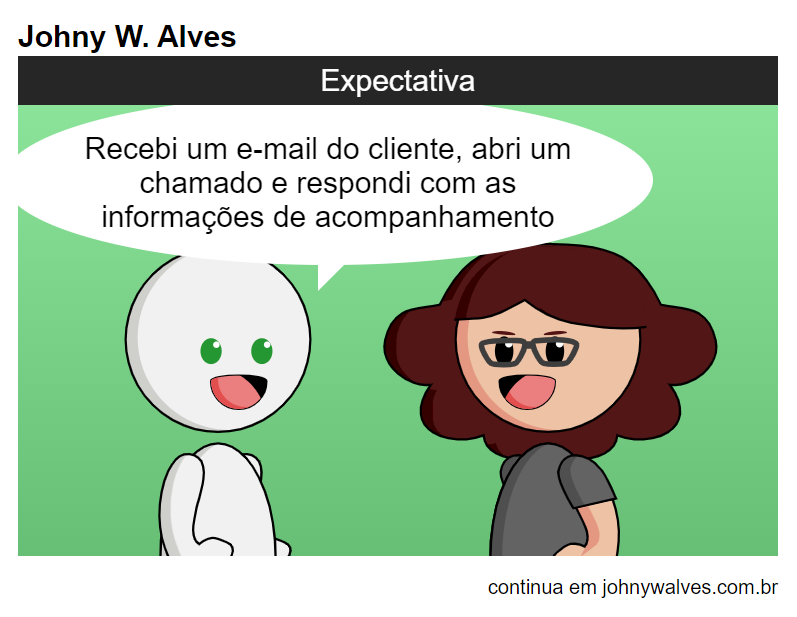 Johny W. Alves
Expectativa
Recebi um e-mail do cliente, abri um
chamado e respondi com as
informações de acompanhamento
continua em johnywalves.com.br